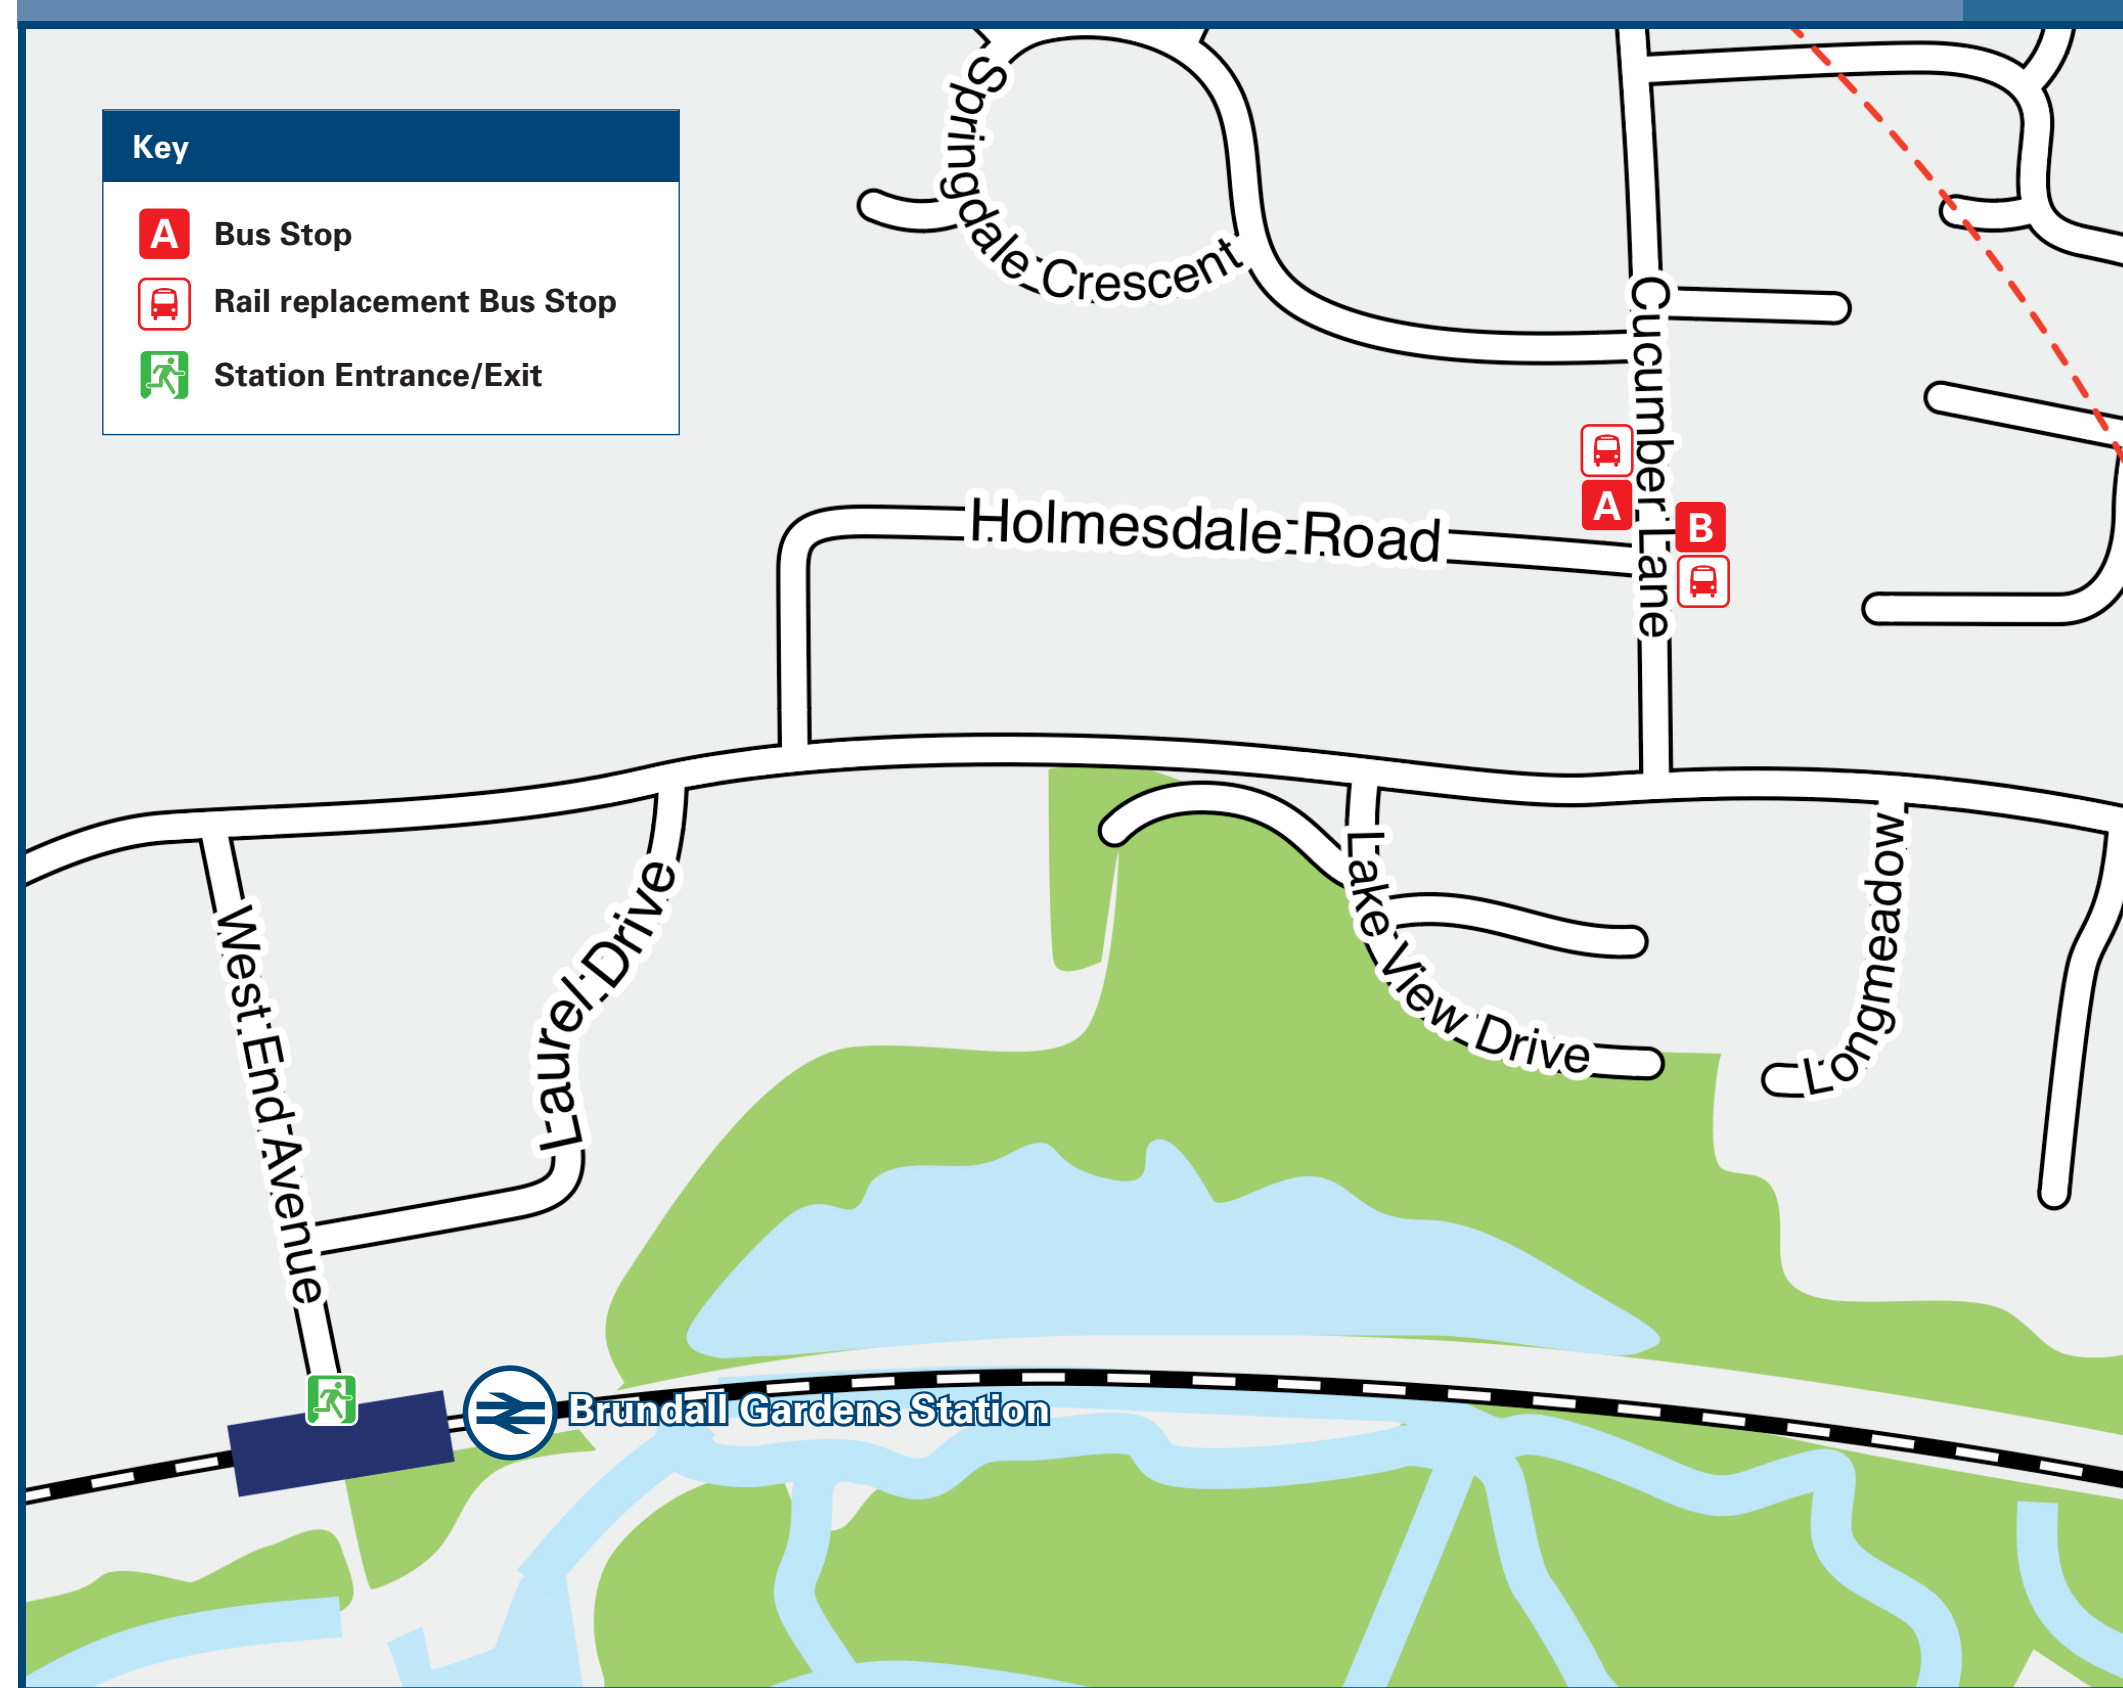 Key
A Bus Stop
Rail replacement Bus Stop
Station Entrance/Exit
Springdale Crescent
Cucumber Lane
A
B
Holmesdale Road
Lake View Drive
Longmeadow
Laurel Drive
West End Avenue
Brundall Gardens Station